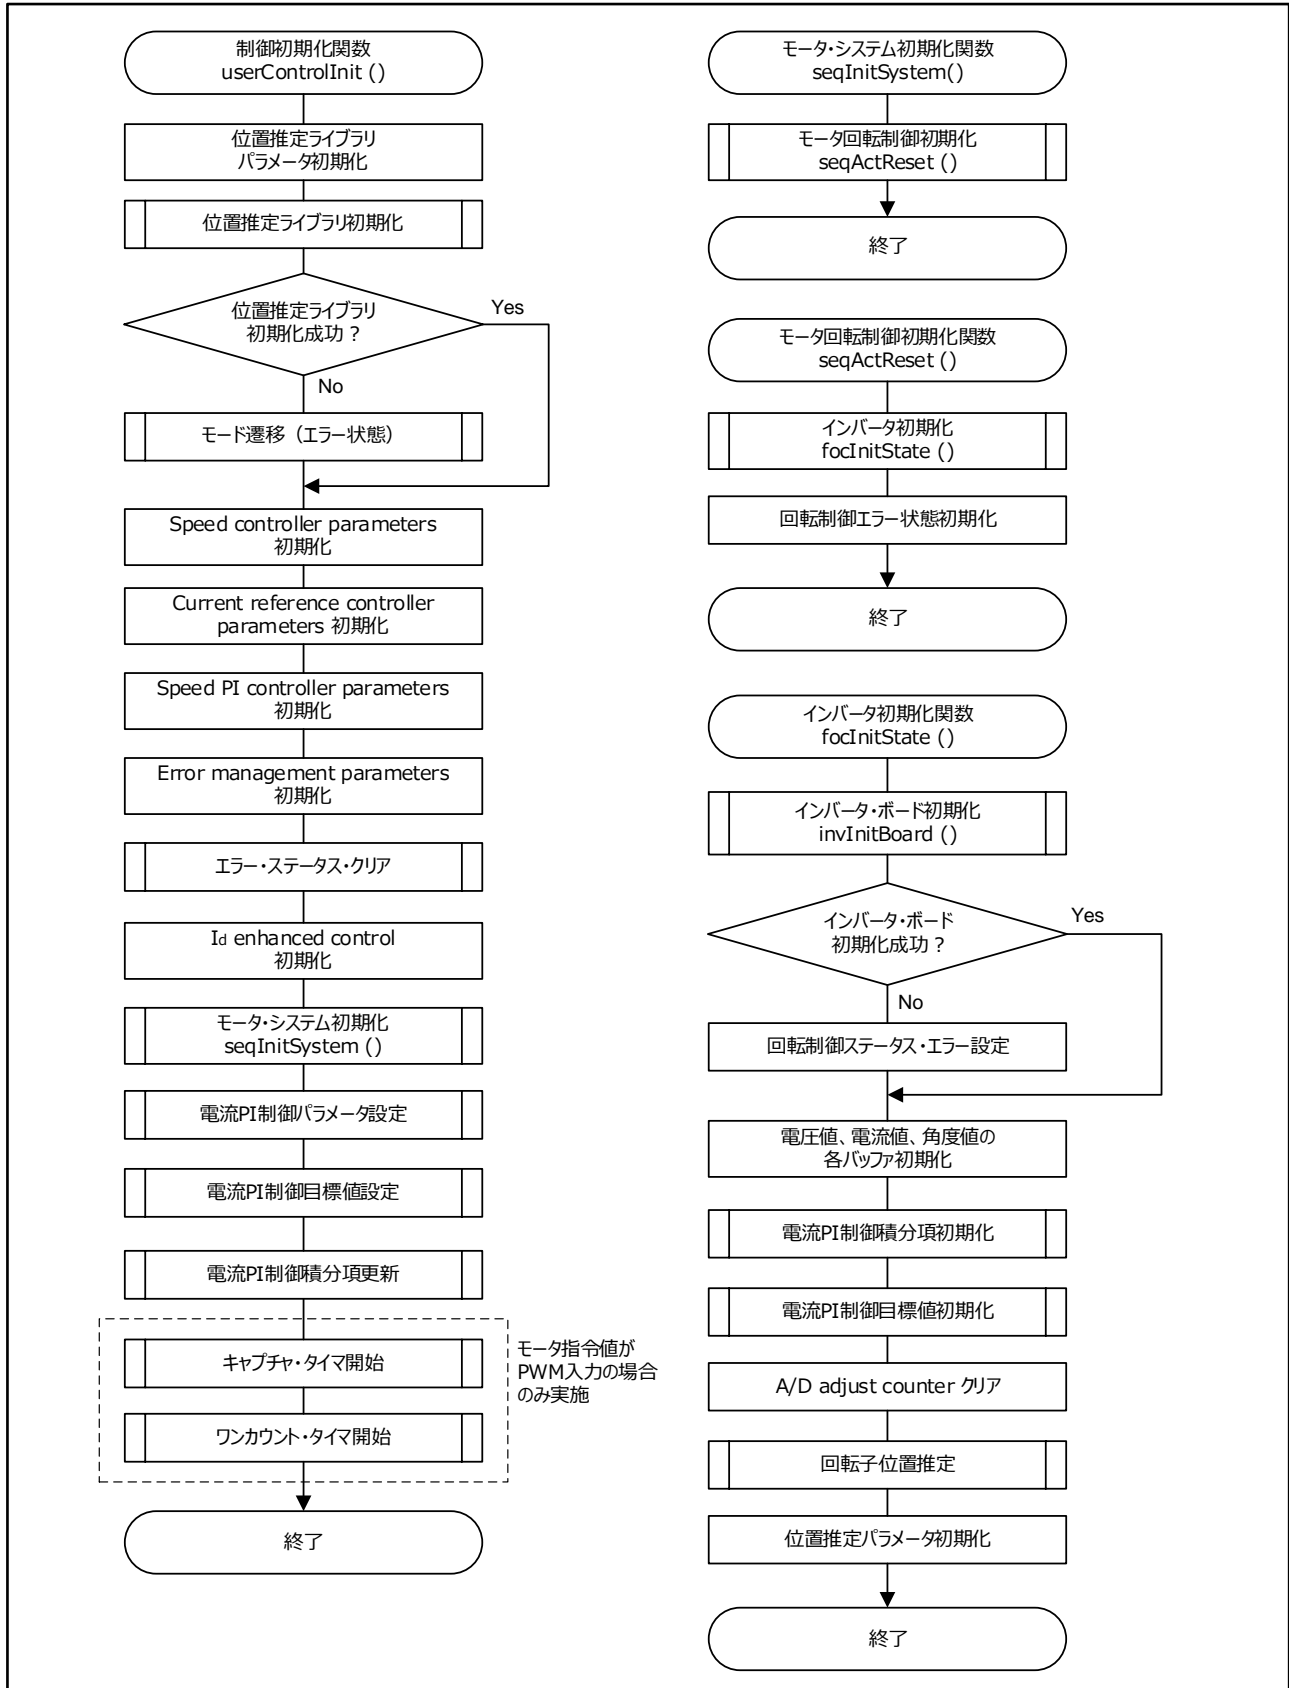 制御初期化関数
userControlInit ()
位置推定ライブラリ
パラメータ初期化
位置推定ライブラリ初期化
位置推定ライブラリ
初期化成功？
Yes
No
モード遷移（エラー状態）
Speed controller parameters
初期化
Current reference controller
parameters 初期化
Speed PI controller parameters
初期化
Error management parameters
初期化
エラー・ステータス・クリア
Id enhanced control
初期化
モータ・システム初期化
seqInitSystem ()
電流PI制御パラメータ設定
電流PI制御目標値設定
電流PI制御積分項更新
キャプチャ・タイマ開始
ワンカウント・タイマ開始
モータ指令値が
PWM入力の場合
のみ実施
終了
モータ・システム初期化関数
seqInitSystem()
モータ回転制御初期化
seqActReset ()
終了
モータ回転制御初期化関数
seqActReset ()
インバータ初期化
focInitState ()
回転制御エラー状態初期化
終了
インバータ初期化関数
focInitState ()
インバータ・ボード初期化
invInitBoard ()
インバータ・ボード
初期化成功？
Yes
No
回転制御ステータス・エラー設定
電圧値、電流値、角度値の
各バッファ初期化
電流PI制御積分項初期化
電流PI制御目標値初期化
A/D adjust counter クリア
回転子位置推定
位置推定パラメータ初期化
終了